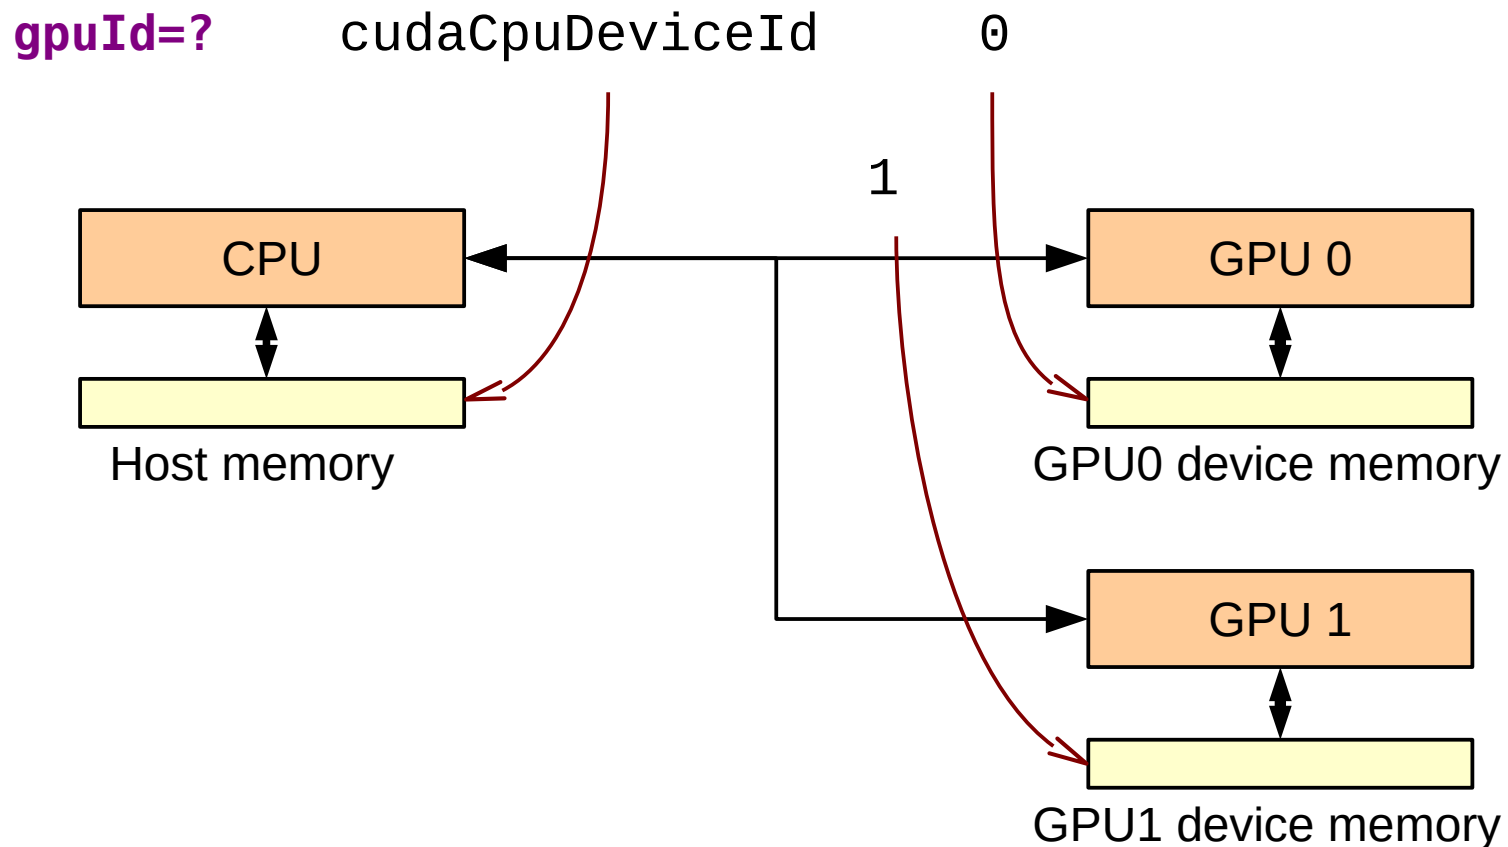 gpuId=? cudaCpuDeviceId 0
1
CPU
GPU 0
Host memory
GPU0 device memory
GPU 1
GPU1 device memory